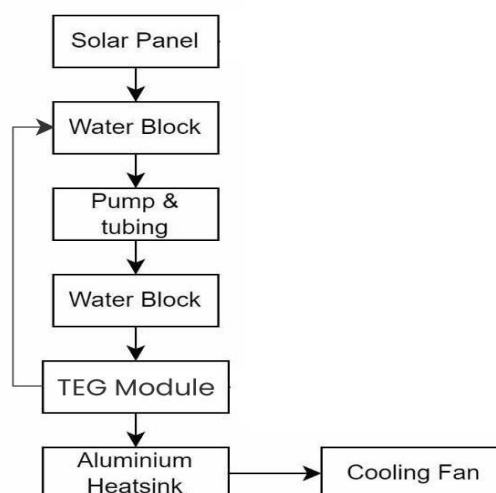 Solar Panel
Water Block
Pump &
tubing
Water Block
TEG Module
Aluminium
Heatsink
Cooling Fan